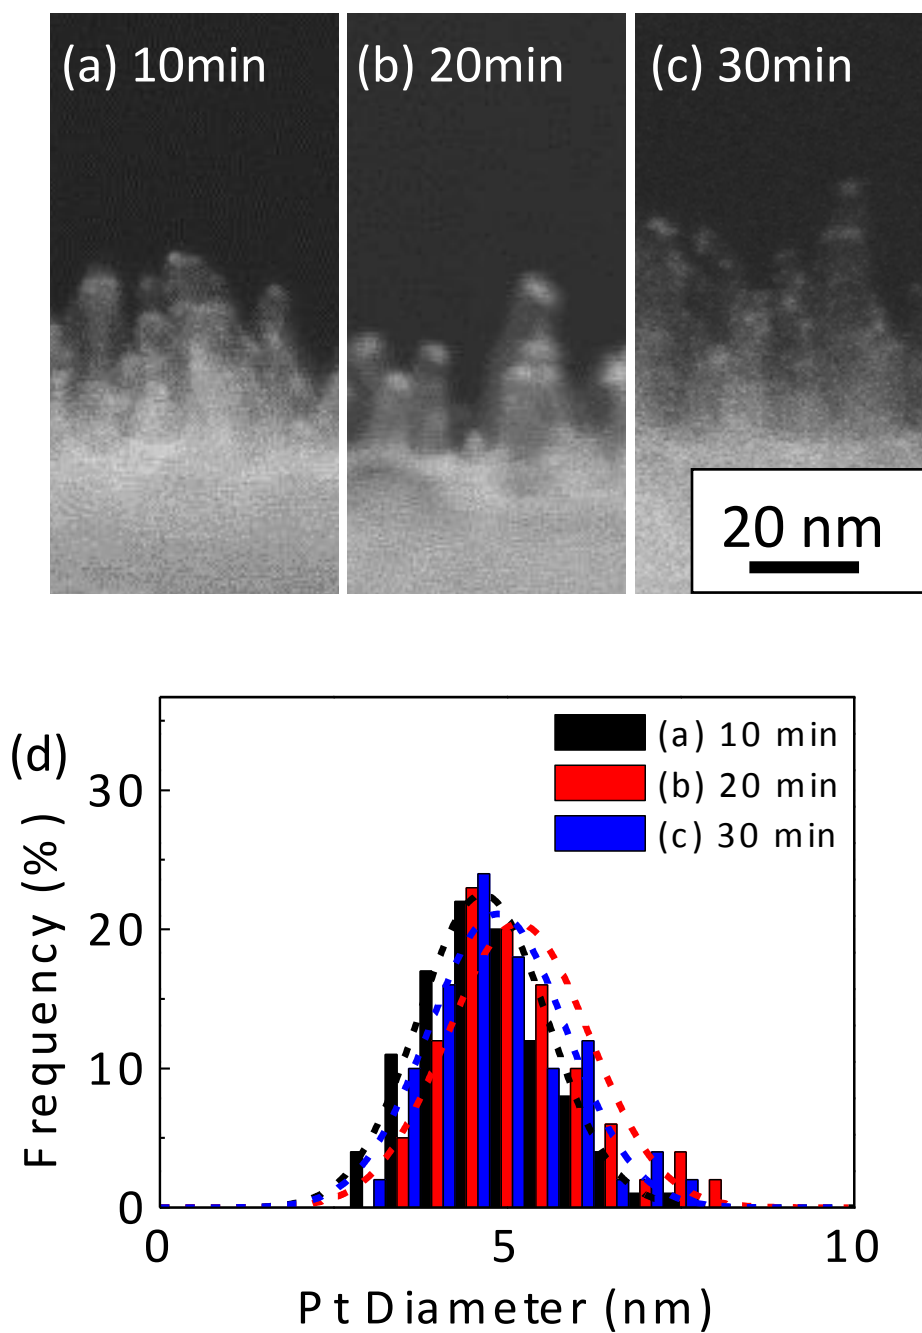 (a) 10min
(b) 20min
(c) 30min
20 nm
(d)
(a) 10 min
(b) 20 min
(c) 30 min
Frequency (%)
30
20
10
0
0
5
10
Pt Diameter (nm)